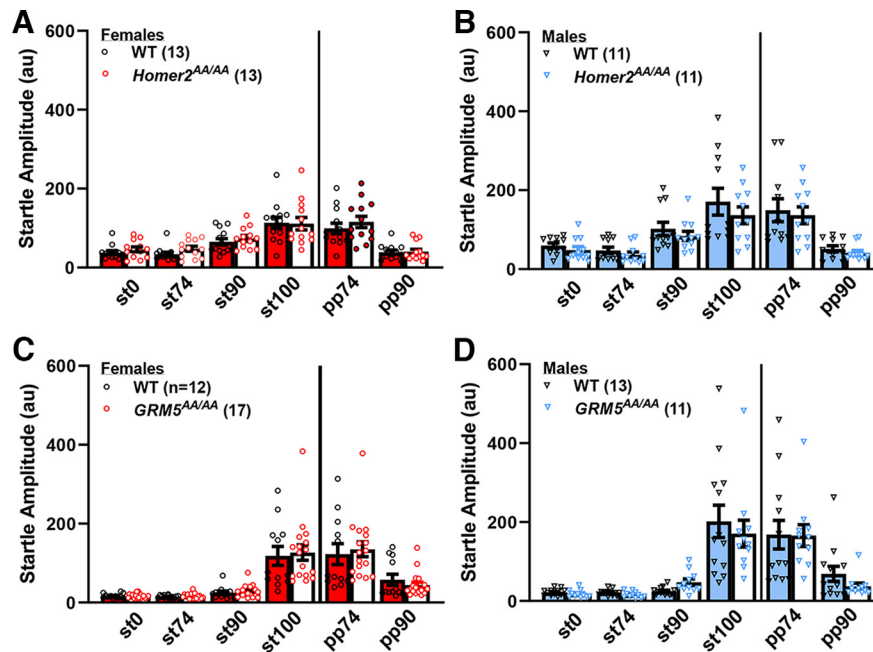 A
Startle Amplitude (au)
600
400
200
0
Females
WT (13)
Homer2AA/AA (13)
st0 st74 st90 st100 pp74 pp90
B
Startle Amplitude (au)
600
400
200
0
Males
WT (11)
Homer2AA/AA (11)
st0 st74 st90 st100 pp74 pp90
C
Startle Amplitude (au)
600
400
200
0
Females
WT (n=12)
GRM5AA/AA (17)
st0 st74 st90 st100 pp74 pp90
D
Startle Amplitude (au)
600
400
200
0
Males
WT (13)
GRM5AA/AA (11)
st0 st74 st90 st100 pp74 pp90